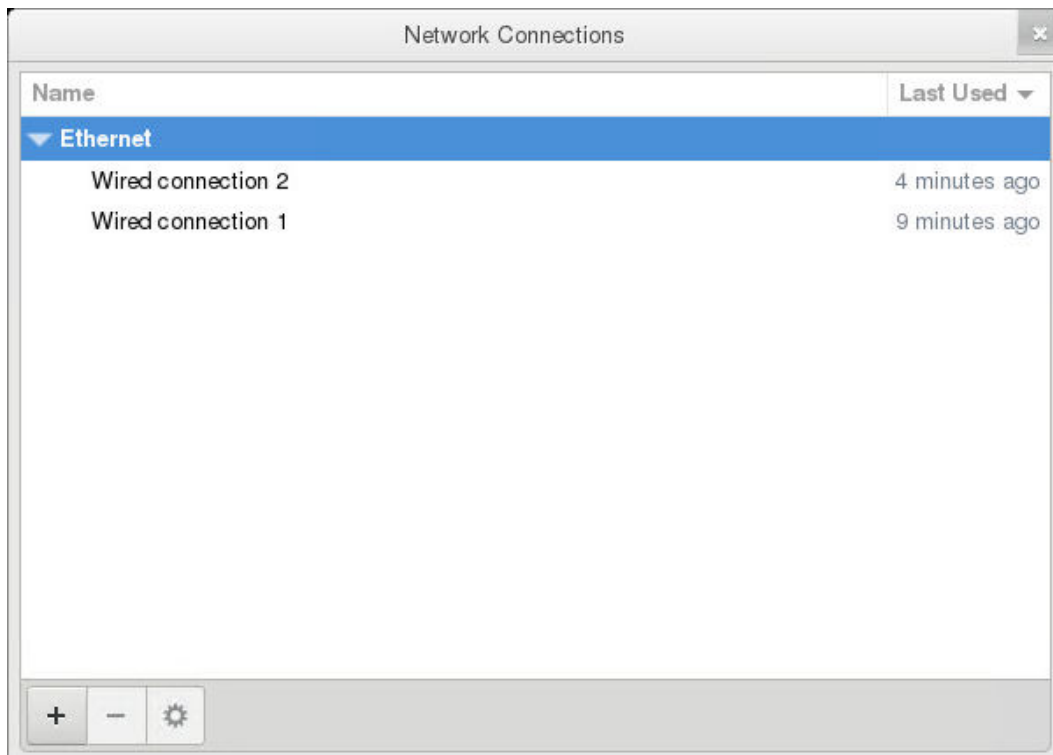 Network Connections
Name Last Used
Ethernet
Wired connection 2 4 minutes ago
Wired connection 1 9 minutes ago